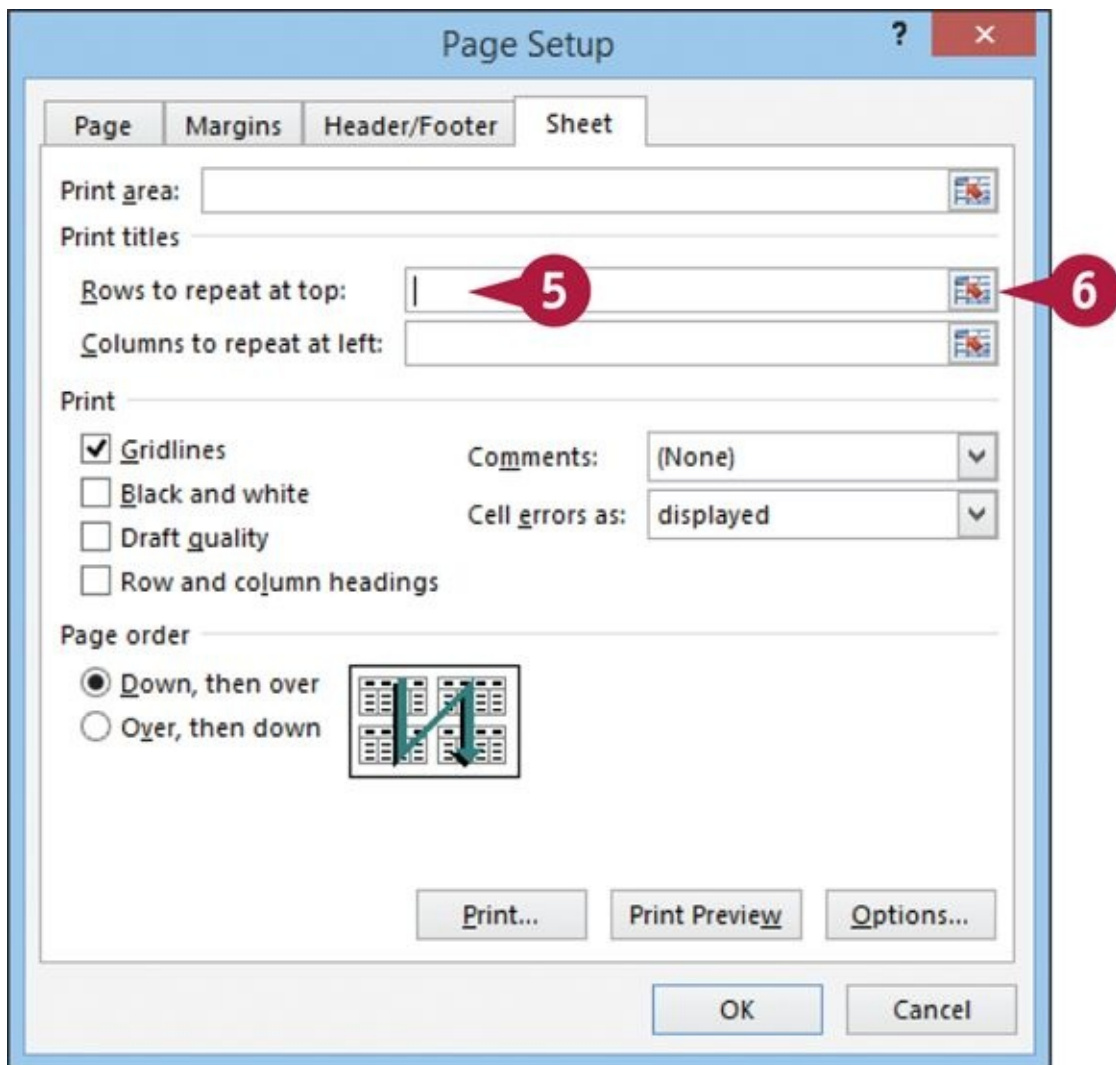 Page Setup ?
Page Margins Header/Footer Sheet
Print area:
Print titles
Rows to repeat at top: 5 6
Columns to repeat at left:
Print
Gridlines Comments: (None)
Black and white
Cell errors as: displayed
Draft quality
Row and column headings
Page order
Down, then over
Over, then down
Print... Print Preview Options...
OK Cancel